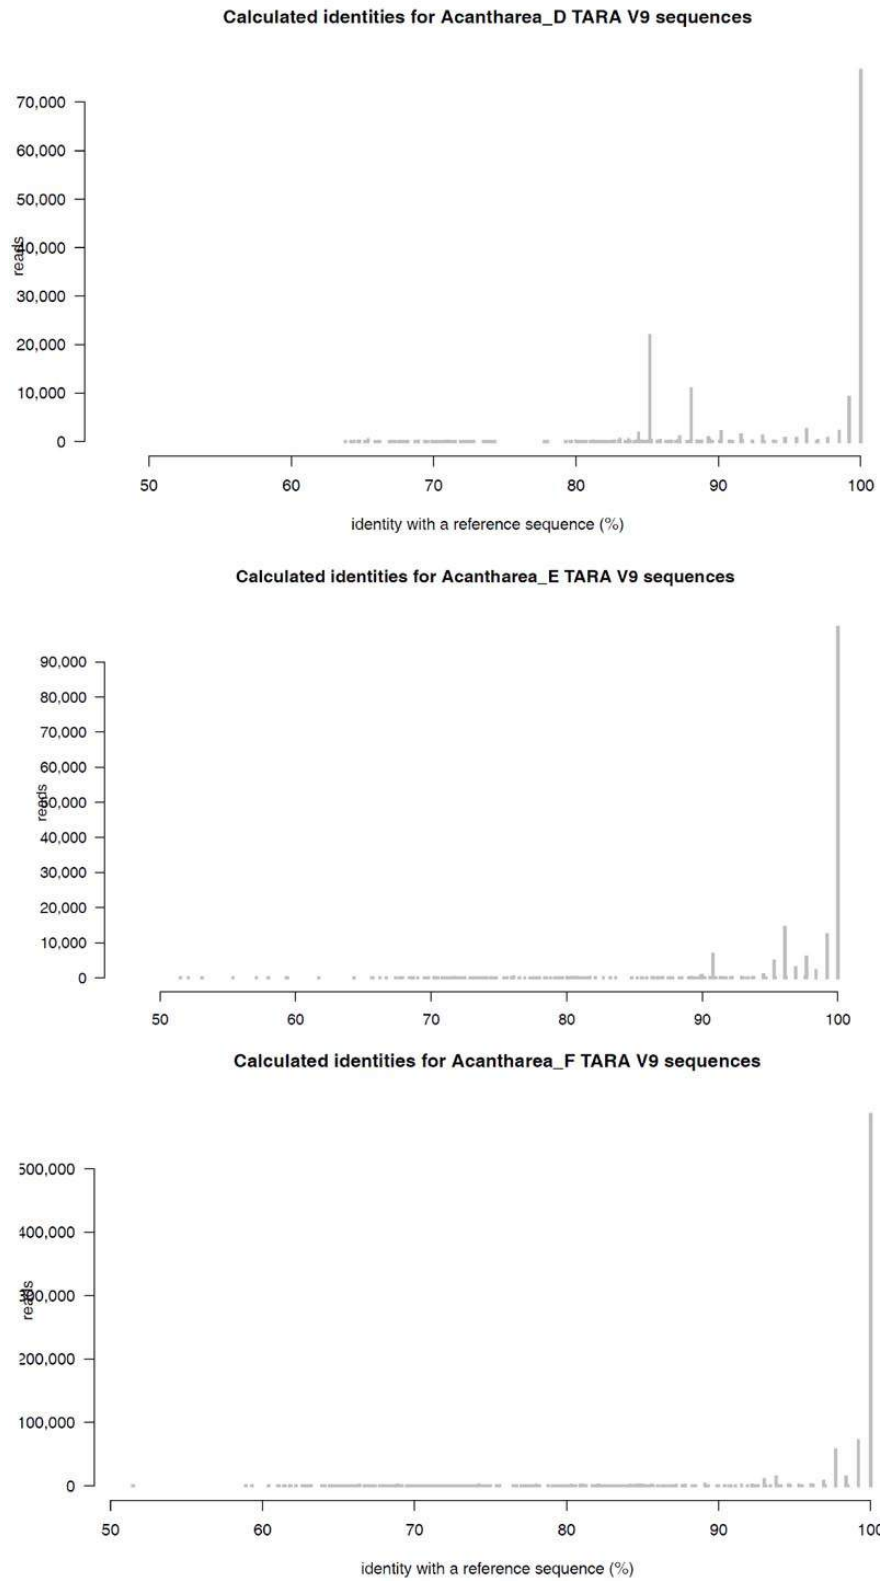 Calculated identities for Acantharea_D TARA V9 sequences
70,000
60,000
50,000
40,000
30,000
20,000
10,000
0
reads
50 60 70 80 90 100
identity with a reference sequence (%)
Calculated identities for Acantharea_E TARA V9 sequences
90,000
80,000
70,000
60,000
50,000
40,000
30,000
20,000
10,000
0
reads
50 60 70 80 90 100
Calculated identities for Acantharea_F TARA V9 sequences
500,000
400,000
300,000
200,000
100,000
0
reads
50 60 70 80 90 100
identity with a reference sequence (%)